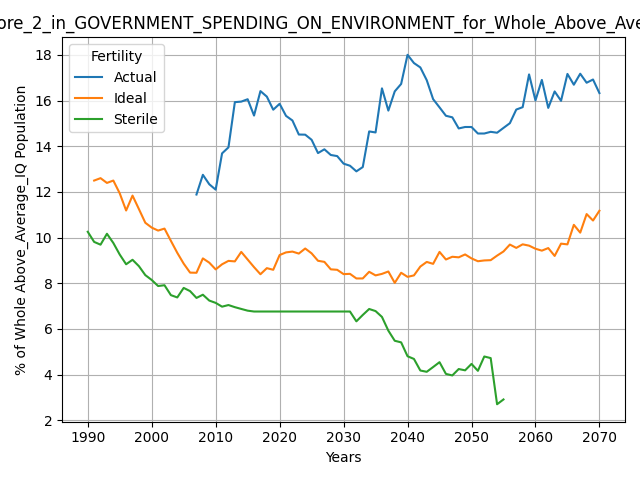 ore_2_in_GOVERNMENT_SPENDING_ON_ENVIRONMENT_for_Whole_Above_Ave
Fertility
Actual
Ideal
Sterile
% of Whole Above_Average_IQ Population
18
16
14
12
10
8
6
4
2
1990 2000 2010 2020 2030 2040 2050 2060 2070
Years